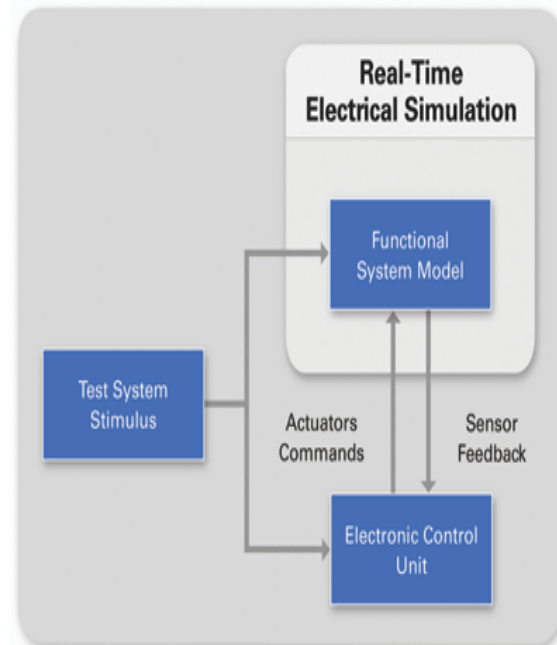 Real-Time
Electrical Simulation
Functional
System Model
Test System
Stimulus
Actuators
Commands
Sensor
Feedback
Electronic Control
Unit